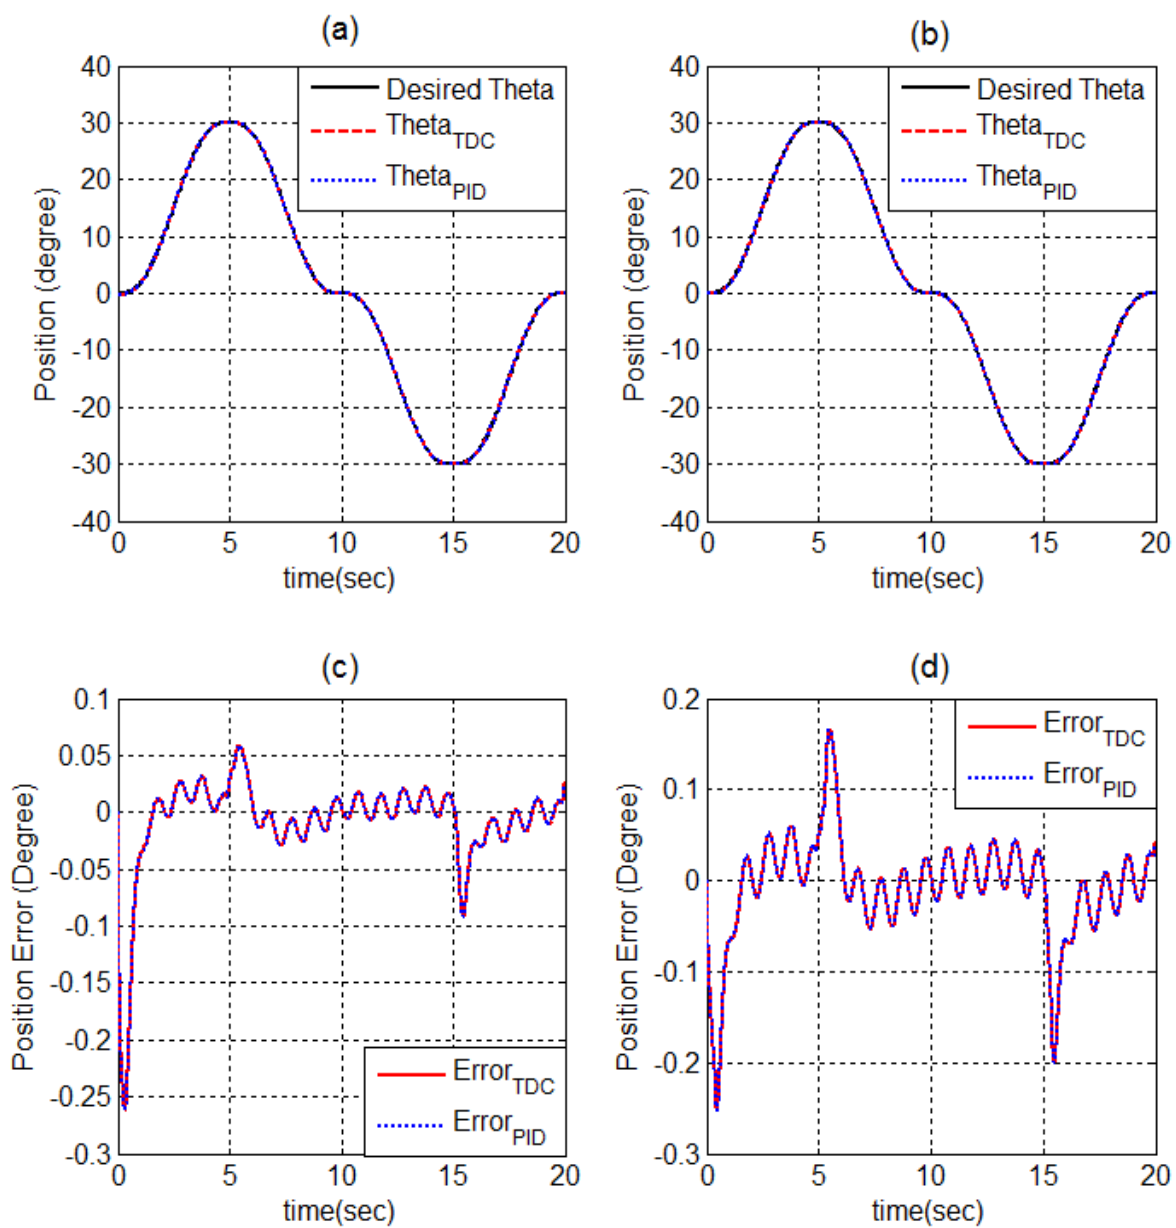 (a)
40
30
20
10
0
-10
-20
-30
-40
Position (degree)
Desired Theta
Theta_TDC
Theta_PID
0 5 10 15 20
time(sec)
(b)
40
30
20
10
0
-10
-20
-30
-40
Position (degree)
Desired Theta
Theta_TDC
Theta_PID
0 5 10 15 20
time(sec)
(c)
0.1
0.05
0
-0.05
-0.1
-0.15
-0.2
-0.25
-0.3
Position Error (Degree)
Error_TDC
Error_PID
0 5 10 15 20
time(sec)
(d)
0.2
0.1
0
-0.1
-0.2
-0.3
Position Error (Degree)
Error_TDC
Error_PID
0 5 10 15 20
time(sec)